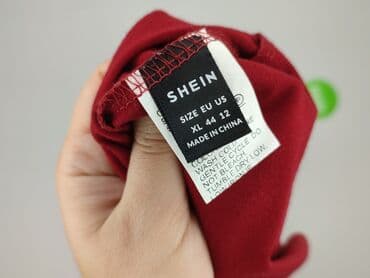 SHEIN
SIZE EU US
XL 44 12
MADE IN CHINA
WASH COLD
GENTLE CYCLE DO
NOT BLEACH
TUMBLE DRY LOW.